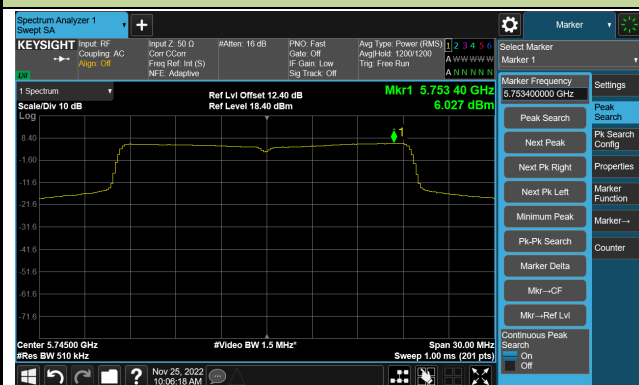 Spectrum Analyzer 1
Swept SA
+
Marker
KEYSIGHT
Input: RF
Coupling: AC
Align: Off
Input Z: 50 Ω
Corr CCorr
Freq Ref: Int (S)
NFE: Adaptive
#Atten: 16 dB
PNO: Fast
Gate: Off
IF Gain: Low
Sig Track: Off
Avg Type: Power (RMS)
Avg|Hold: 1200/1200
Trig: Free Run
1 2 3 4 5 6
A W W W W W
A N N N N N
LXI
Select Marker
Marker 1
1 Spectrum
Scale/Div 10 dB
Log
Ref Lvl Offset 12.40 dB
Ref Level 18.40 dBm
Mkr1 5.753 40 GHz
6.027 dBm
1
8.40
-1.60
-11.6
-21.6
-31.6
-41.6
-51.6
-61.6
-71.6
Center 5.74500 GHz
#Res BW 510 kHz
#Video BW 1.5 MHz*
Span 30.00 MHz
Sweep 1.00 ms (201 pts)
Marker Frequency
5.753400000 GHz
Peak Search
Next Peak
Next Pk Right
Next Pk Left
Minimum Peak
Pk-Pk Search
Marker Delta
Mkr→CF
Mkr→Ref Lvl
Continuous Peak
Search
On
Off
Settings
Peak
Search
Pk Search
Config
Properties
Marker
Function
Marker→
Counter
?
Nov 25, 2022
10:06:18 AM